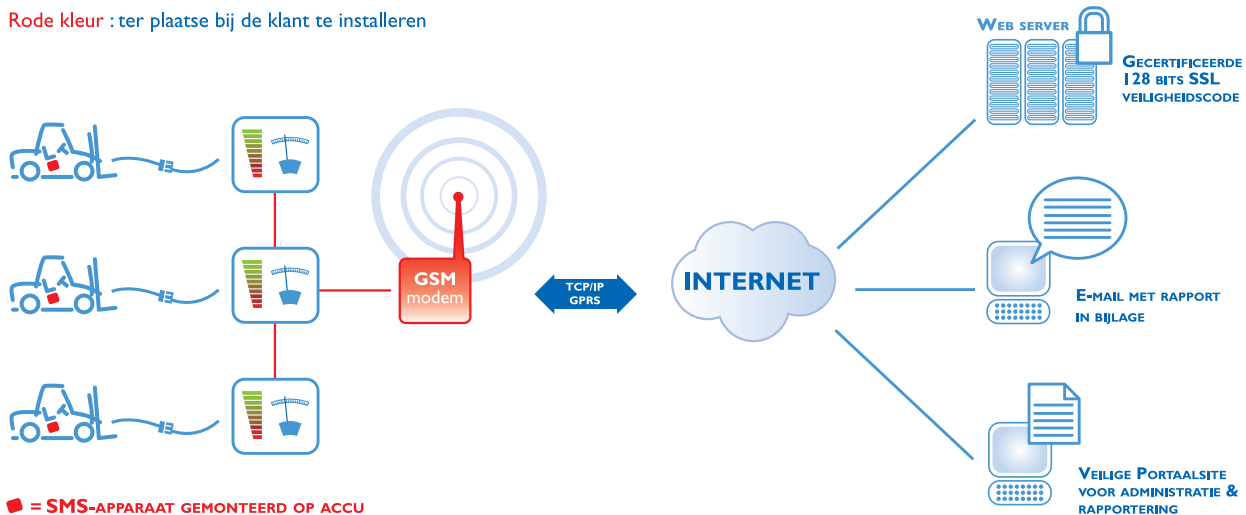 Rode kleur : ter plaatse bij de klant te installeren
WEB SERVER
GECERTIFICEERDE
128 BITS SSL
VEILIGHEIDSCODE
GSM
modem
TCP/IP
GPRS
INTERNET
E-MAIL MET RAPPORT
IN BIJLAGE
VEILIGE PORTAALSITE
VOOR ADMINISTRATIE &
RAPPORTERING
= SMS-APPARAAT GEMONTEERD OP ACCU